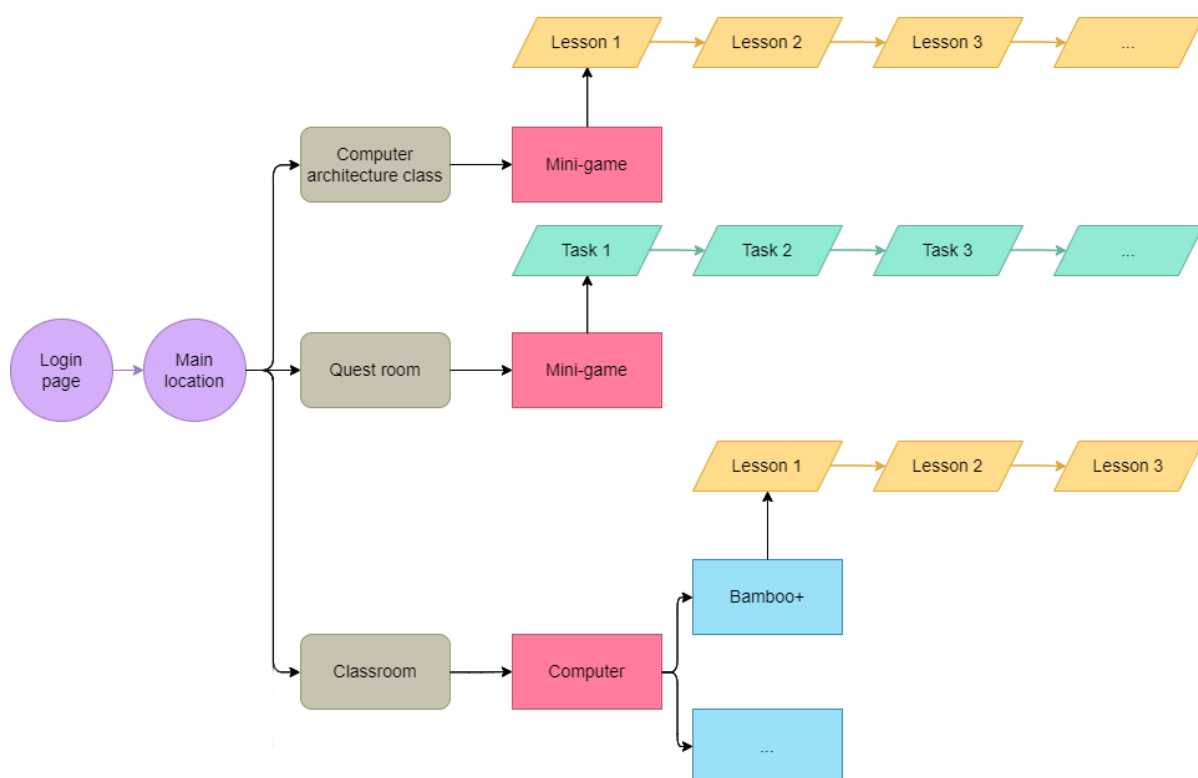 Lesson 1
Lesson 2
Lesson 3
...
Computer
architecture class
Mini-game
Task 1
Task 2
Task 3
...
Login
page
Main
location
Quest room
Mini-game
Lesson 1
Lesson 2
Lesson 3
Bamboo+
Classroom
Computer
...